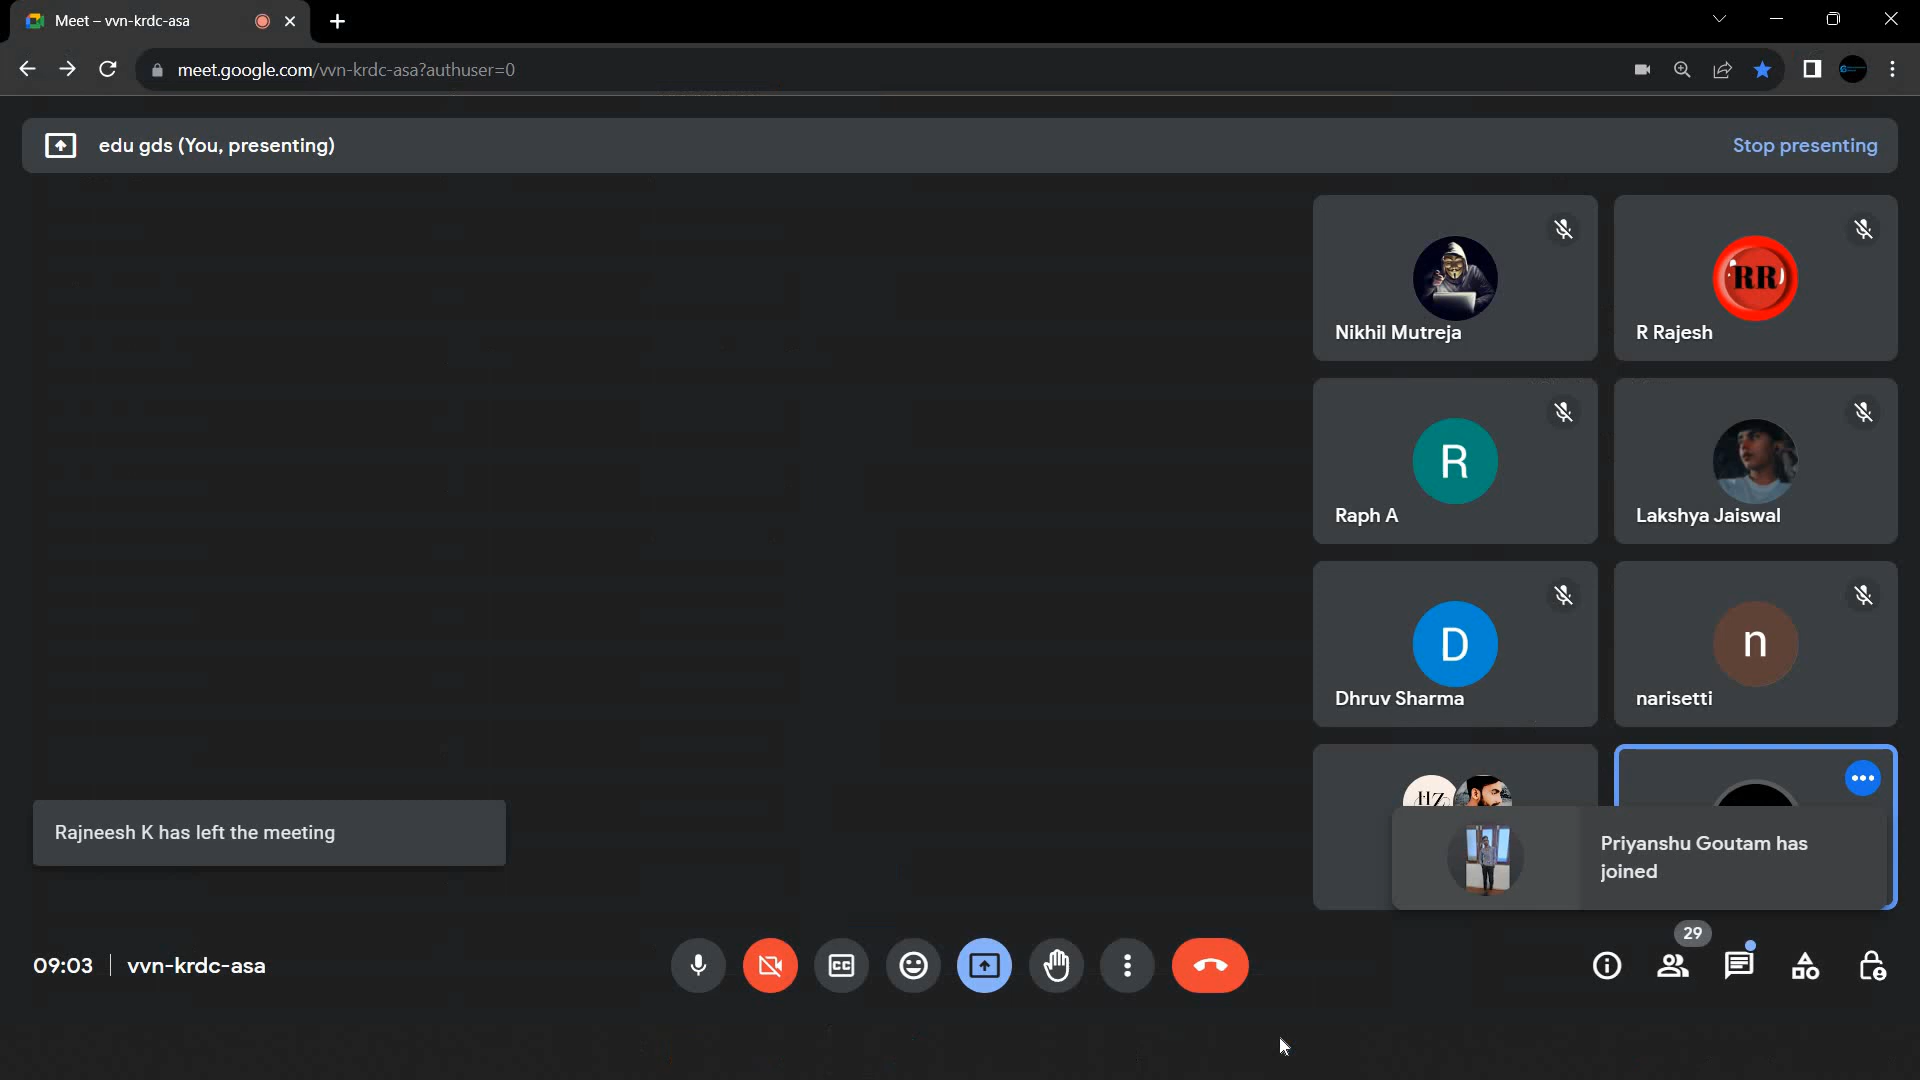 Meet – vvn-krdc-asa
meet.google.com/vvn-krdc-asa?authuser=0
edu gds (You, presenting)
Stop presenting
RR
Nikhil Mutreja
R Rajesh
R
Raph A
Lakshya Jaiswal
D
n
Dhruv Sharma
narisetti
HZ
Rajneesh K has left the meeting
Priyanshu Goutam has
joined
29
09:03
vvn-krdc-asa
CC